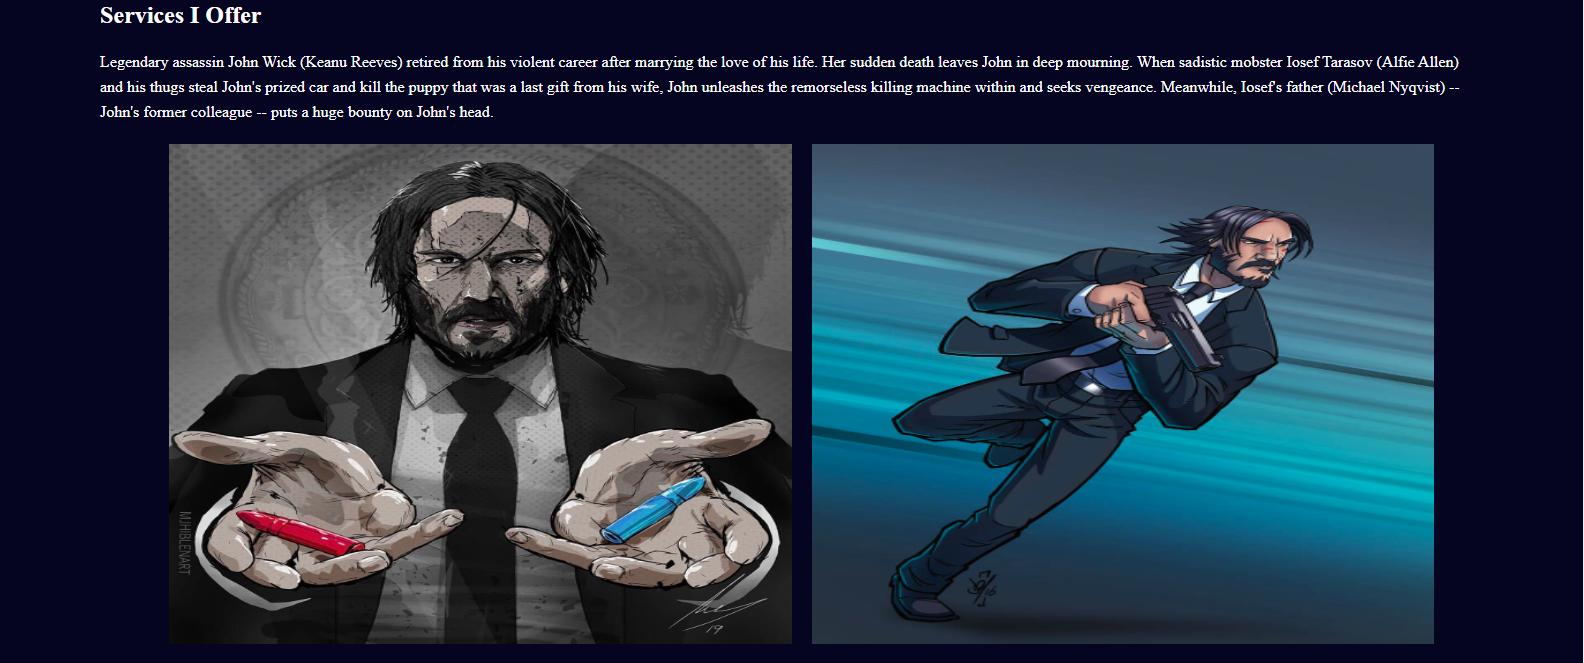 Services I Offer
Legendary assassin John Wick (Keanu Reeves) retired from his violent career after marrying the love of his life. Her sudden death leaves John in deep mourning. When sadistic mobster Iosef Tarasov (Alfie Allen)
and his thugs steal John's prized car and kill the puppy that was a last gift from his wife, John unleashes the remorseless killing machine within and seeks vengeance. Meanwhile, Iosef's father (Michael Nyqvist) --
John's former colleague -- puts a huge bounty on John's head.
MJHIBLENART
19